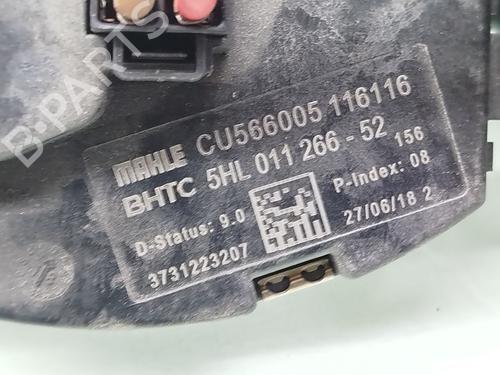 MAHLE CU566005 116116
BHTC 5HL 011 266 - 52 156
D-Status: 9.0 P-Index: 08
3731223207 27/06/18 2
B-PARTS